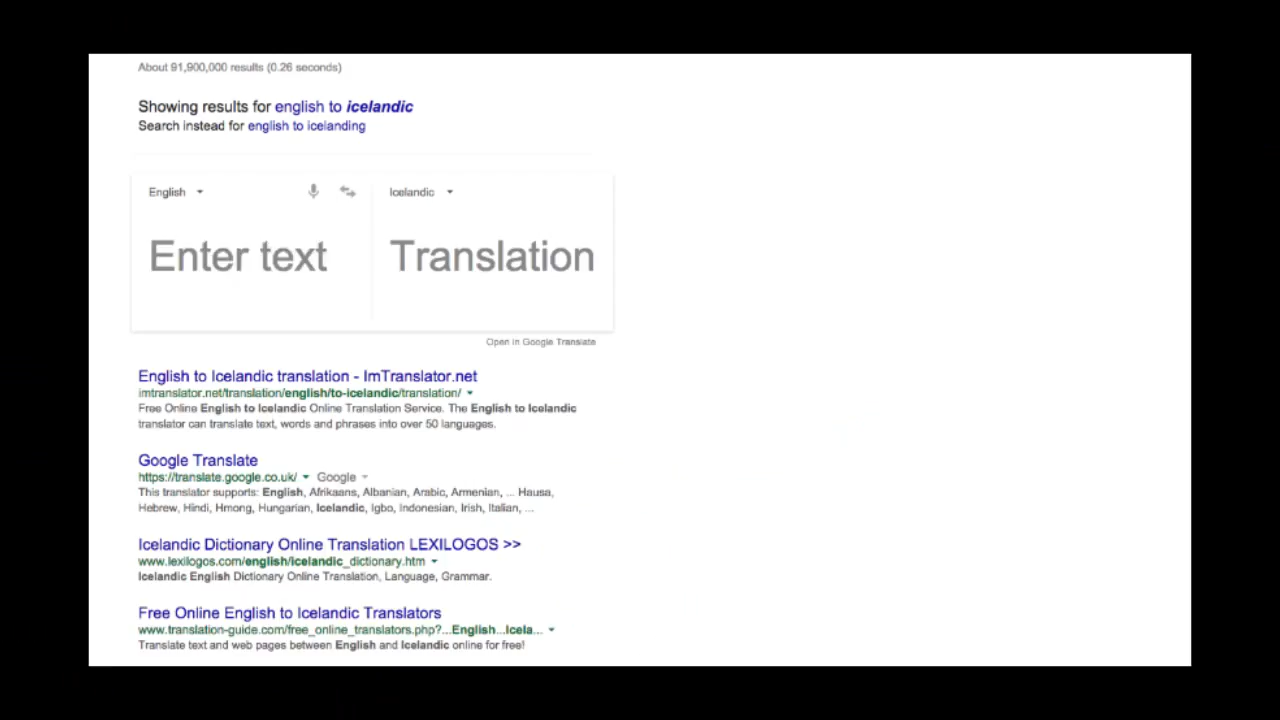 About 91,900,000 results (0.26 seconds)
Showing results for english to icelandic
Search instead for english to icelanding
English Icelandic
Enter text Translation
Open in Google Translate
English to Icelandic translation - ImTranslator.net
imtranslator.net/translation/english/to-icelandic/translation/
Free Online English to Icelandic Online Translation Service. The English to Icelandic
translator can translate text, words and phrases into over 50 languages.
Google Translate
https://translate.google.co.uk/ Google
This translator supports: English, Afrikaans, Albanian, Arabic, Armenian, ... Hausa,
Hebrew, Hindi, Hmong, Hungarian, Icelandic, Igbo, Indonesian, Irish, Italian, ...
Icelandic Dictionary Online Translation LEXILOGOS >>
www.lexilogos.com/english/icelandic_dictionary.htm
Icelandic English Dictionary Online Translation, Language, Grammar.
Free Online English to Icelandic Translators
www.translation-guide.com/free_online_translators.php?...English...Icela...
Translate text and web pages between English and Icelandic online for free!